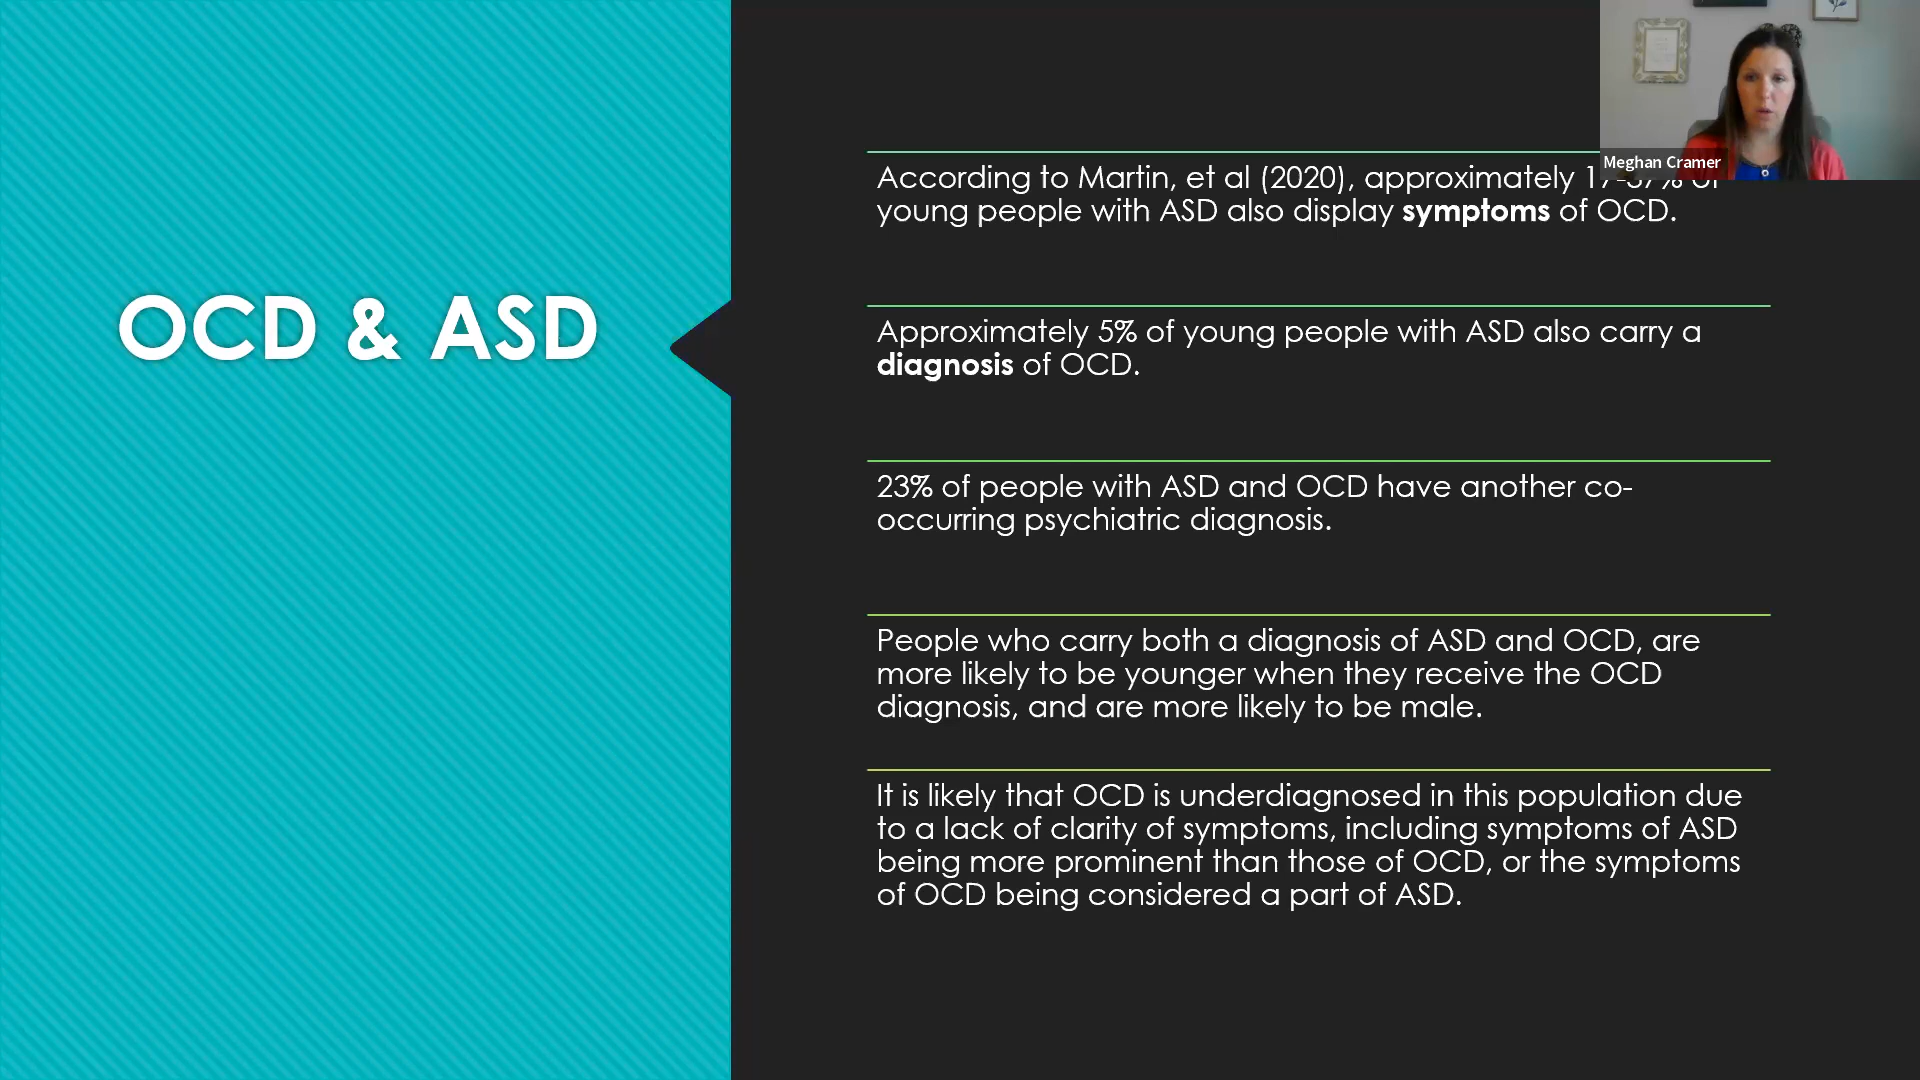 OCD & ASD
Meghan Cramer
According to Martin, et al (2020), approximately 17-37% of
young people with ASD also display symptoms of OCD.
Approximately 5% of young people with ASD also carry a
diagnosis of OCD.
23% of people with ASD and OCD have another co-
occurring psychiatric diagnosis.
People who carry both a diagnosis of ASD and OCD, are
more likely to be younger when they receive the OCD
diagnosis, and are more likely to be male.
It is likely that OCD is underdiagnosed in this population due
to a lack of clarity of symptoms, including symptoms of ASD
being more prominent than those of OCD, or the symptoms
of OCD being considered a part of ASD.